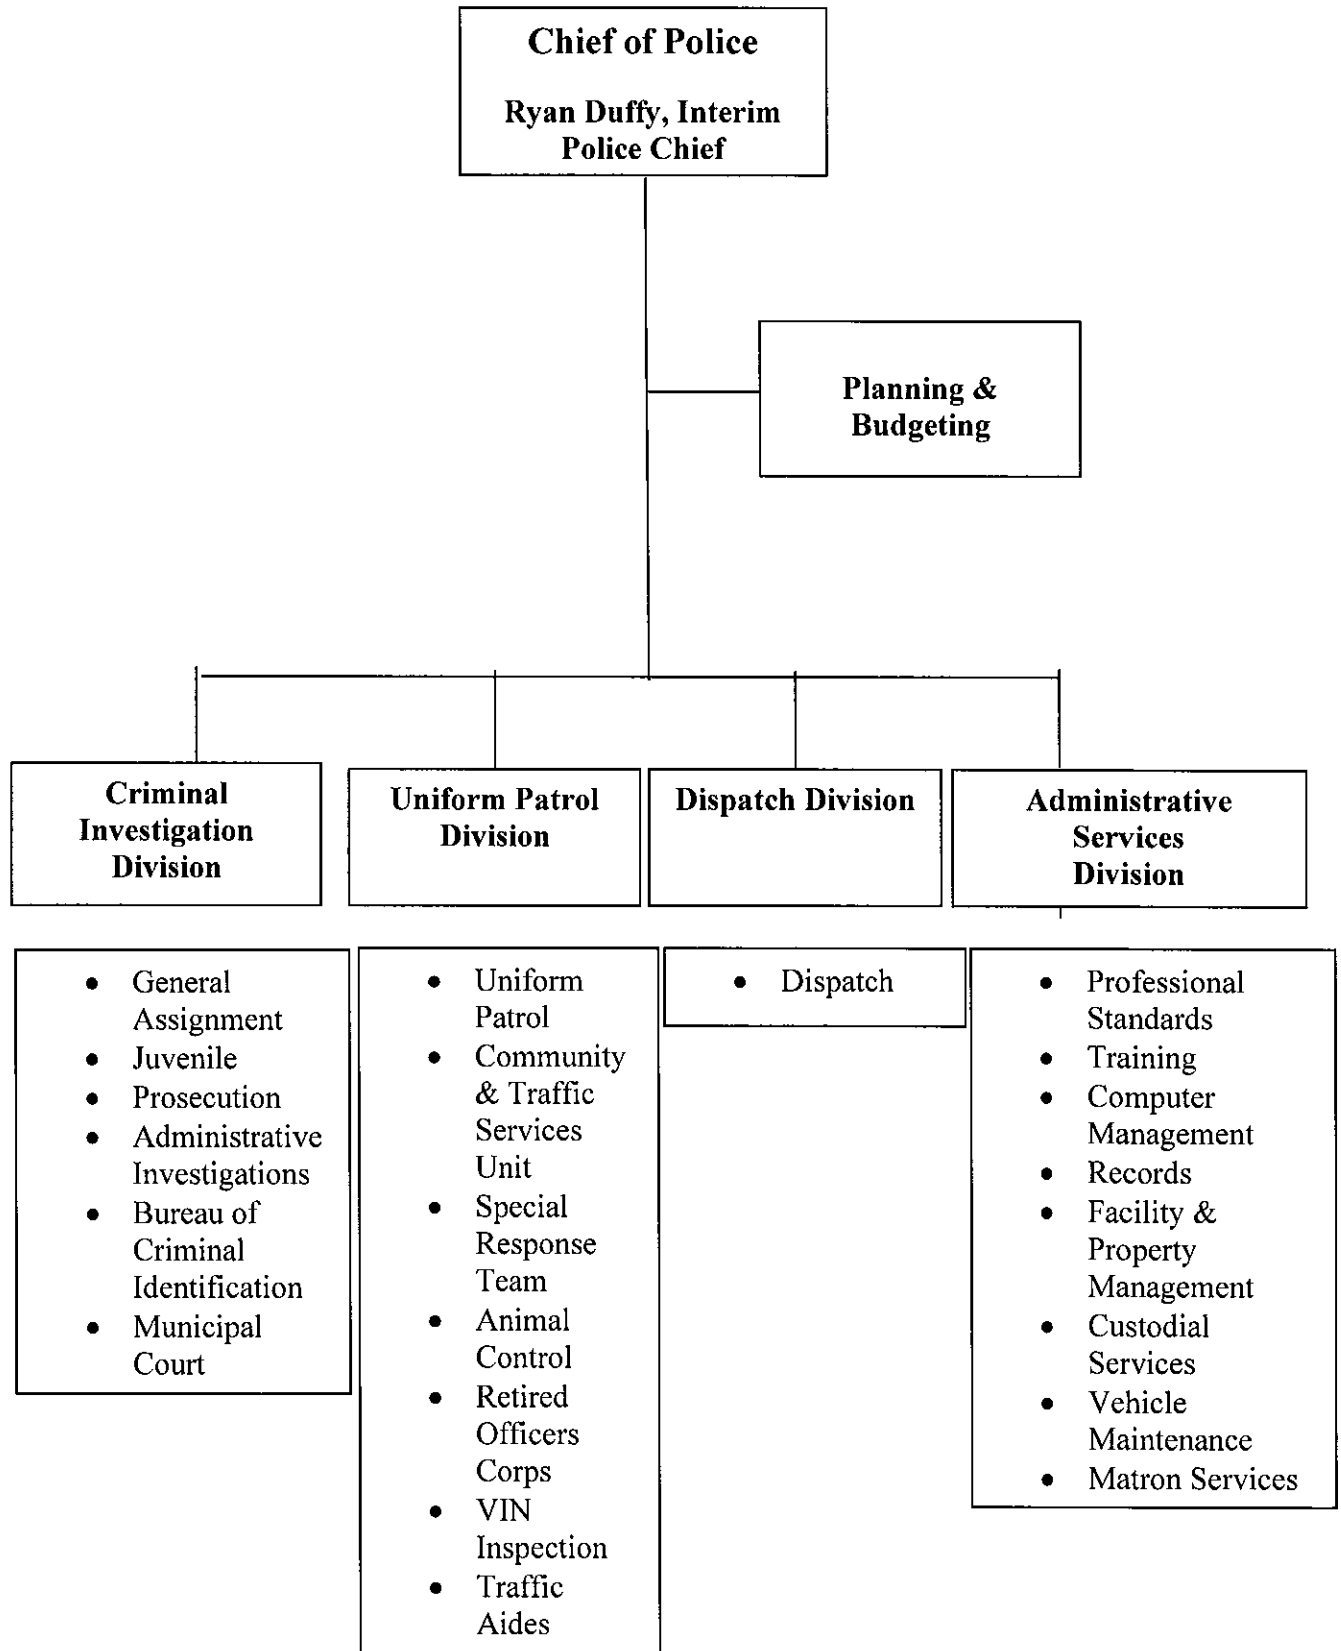 Chief of Police
Ryan Duffy, Interim
Police Chief
Planning &
Budgeting
Criminal
Investigation
Division
Uniform Patrol
Division
Dispatch Division
Administrative
Services
Division
• General
Assignment
• Juvenile
• Prosecution
• Administrative
Investigations
• Bureau of
Criminal
Identification
• Municipal
Court
• Uniform
Patrol
• Community
& Traffic
Services
Unit
• Special
Response
Team
• Animal
Control
• Retired
Officers
Corps
• VIN
Inspection
• Traffic
Aides
• Dispatch
• Professional
Standards
• Training
• Computer
Management
• Records
• Facility &
Property
Management
• Custodial
Services
• Vehicle
Maintenance
• Matron Services